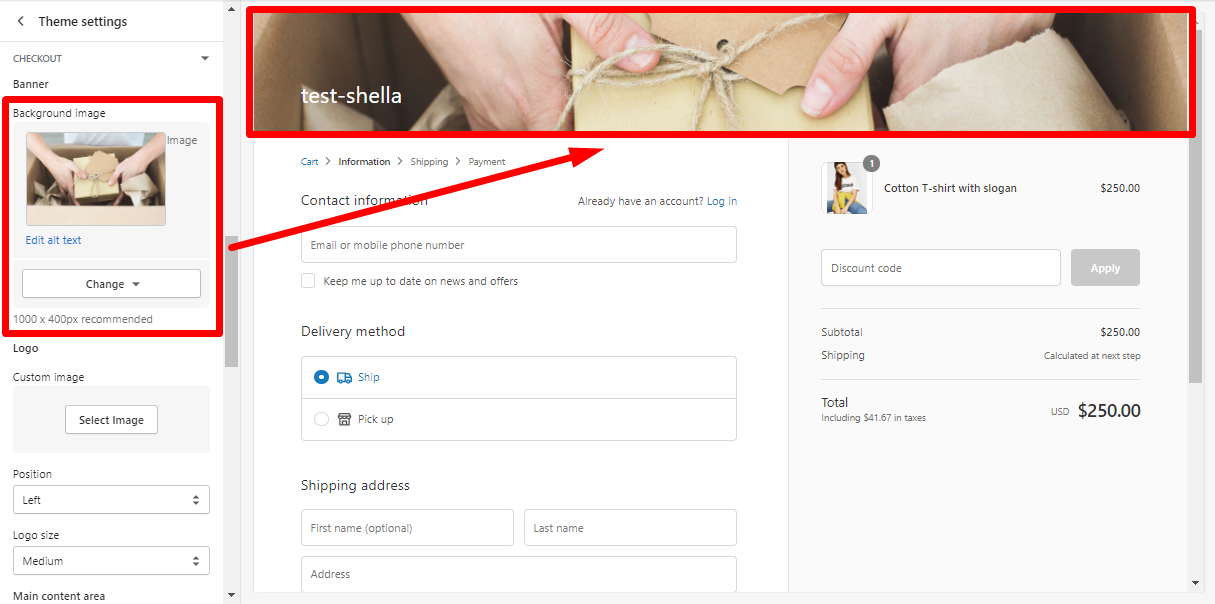 Theme settings
CHECKOUT
Banner
Background image
Image
Edit alt text
Change
1000 x 400px recommended
Logo
Custom image
Select Image
Position
Left
Logo size
Medium
Main content area
test-shella
Cart > Information > Shipping > Payment
Contact information
Already have an account? Log in
Email or mobile phone number
Keep me up to date on news and offers
Delivery method
Ship
Pick up
Shipping address
First name (optional)
Last name
Address
1
Cotton T-shirt with slogan
$250.00
Discount code
Apply
Subtotal
$250.00
Shipping
Calculated at next step
Total
Including $41.67 in taxes
USD $250.00